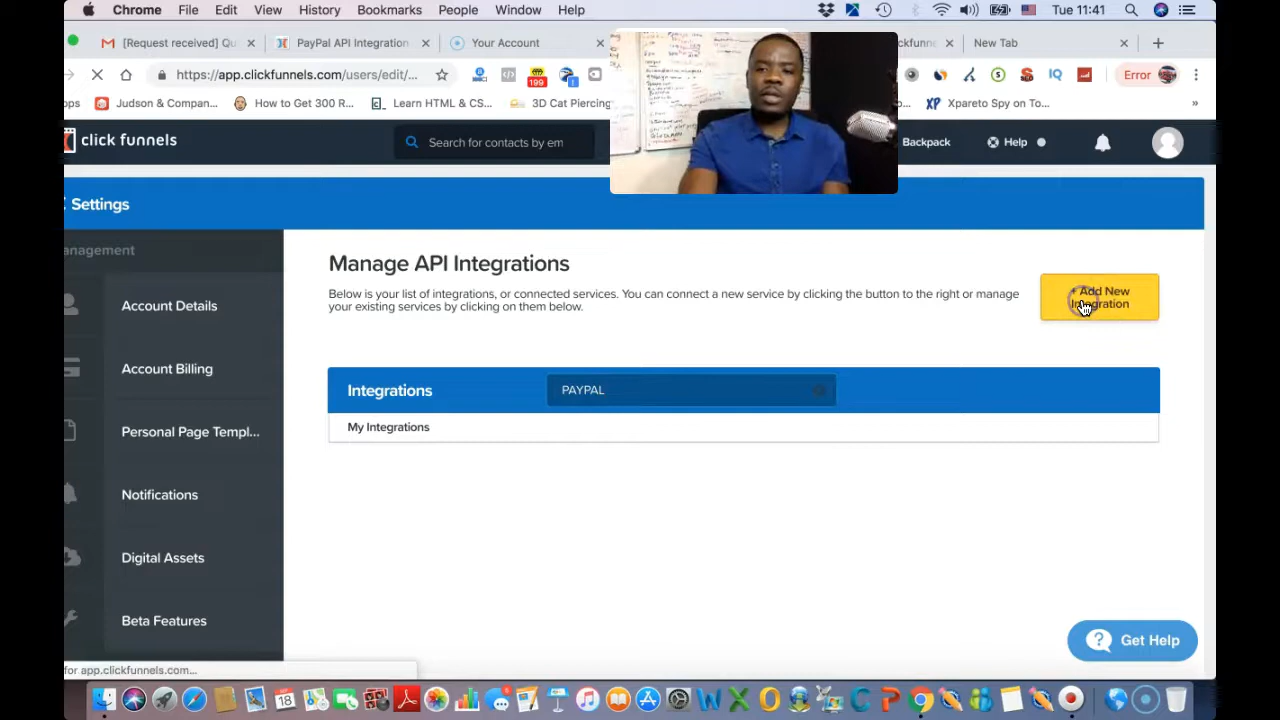 Chrome File Edit View History Bookmarks People Window Help Tue 11:41
[Request received] Qu
PayPal API Integration
Your Account
New Tab
https://app.clickfunnels.com/users/
199
IQ
Error
Judson & Compan...
How to Get 300 R...
Learn HTML & CS...
3D Cat Piercing
XP Xpareto Spy on To...
click funnels
Search for contacts by em
Backpack
Help
Settings
Manage API Integrations
Below is your list of integrations, or connected services. You can connect a new service by clicking the button to the right or manage
your existing services by clicking on them below.
+ Add New
Integration
Account Details
Account Billing
Personal Page Templ...
Notifications
Digital Assets
Beta Features
Integrations
PAYPAL
My Integrations
Get Help
for app.clickfunnels.com...
18